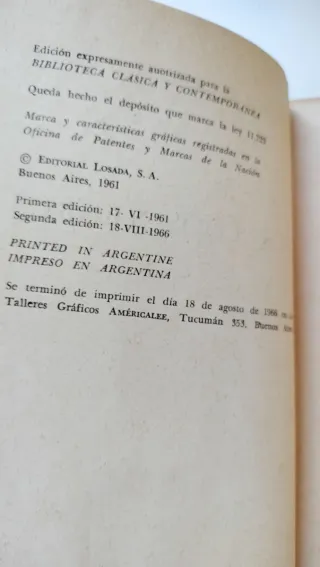 Edición expresamente auotrizada para la
BIBLIOTECA CLÁSICA Y CONTEMPORÁNEA
Queda hecho el depósito que marca la ley 11.723
Marca y características gráficas registradas en la
Oficina de Patentes y Marcas de la Nación
© EDITORIAL LOSADA, S. A.
Buenos Aires, 1961
Primera edición: 17- VI -1961
Segunda edición: 18-VIII-1966
PRINTED IN ARGENTINE
IMPRESO EN ARGENTINA
Se terminó de imprimir el día 18 de agosto de 1966 en
Talleres Gráficos AMÉRICALEE, Tucumán 353, Buenos